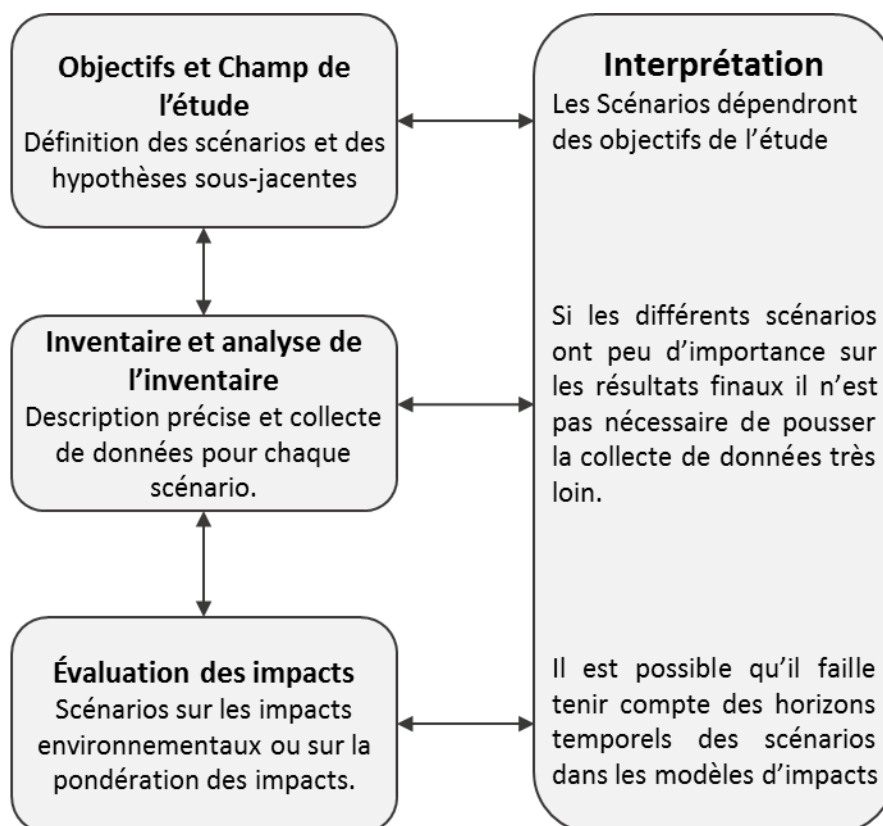 Objectifs et Champ de
l'étude
Définition des scénarios et des
hypothèses sous-jacentes
Inventaire et analyse de
l'inventaire
Description précise et collecte
de données pour chaque
scénario.
Évaluation des impacts
Scénarios sur les impacts
environnementaux ou sur la
pondération des impacts.
Interprétation
Les Scénarios dépendront
des objectifs de l'étude
Si les différents scénarios
ont peu d'importance sur
les résultats finaux il n'est
pas nécessaire de pousser
la collecte de données très
loin.
Il est possible qu'il faille
tenir compte des horizons
temporels des scénarios
dans les modèles d'impacts